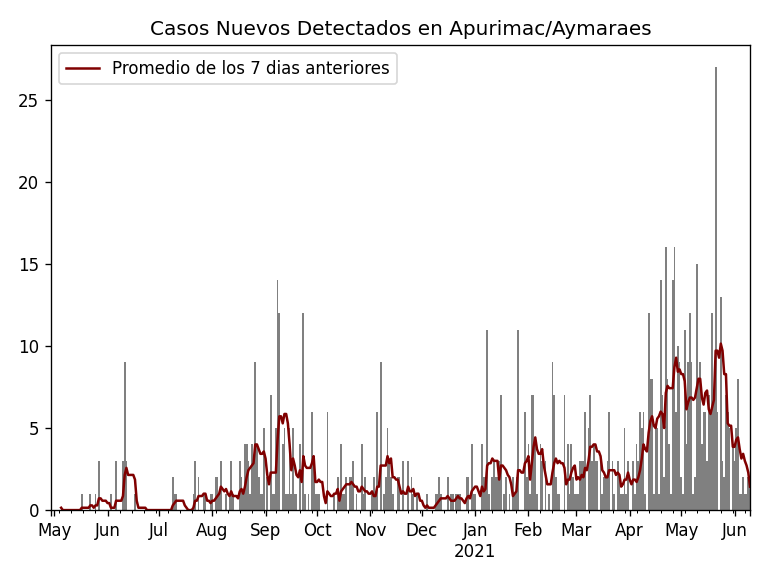 Casos Nuevos Detectados en Apurimac/Aymaraes
Promedio de los 7 dias anteriores
25
20
15
10
5
0
May Jun Jul Aug Sep Oct Nov Dec Jan Feb Mar Apr May Jun
2021